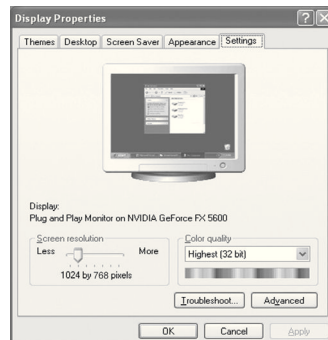 Display Properties
Themes Desktop Screen Saver Appearance Settings
Display:
Plug and Play Monitor on NVIDIA GeForce FX 5600
Screen resolution
Less More
1024 by 768 pixels
Color quality
Highest (32 bit)
Troubleshoot... Advanced
OK Cancel Apply